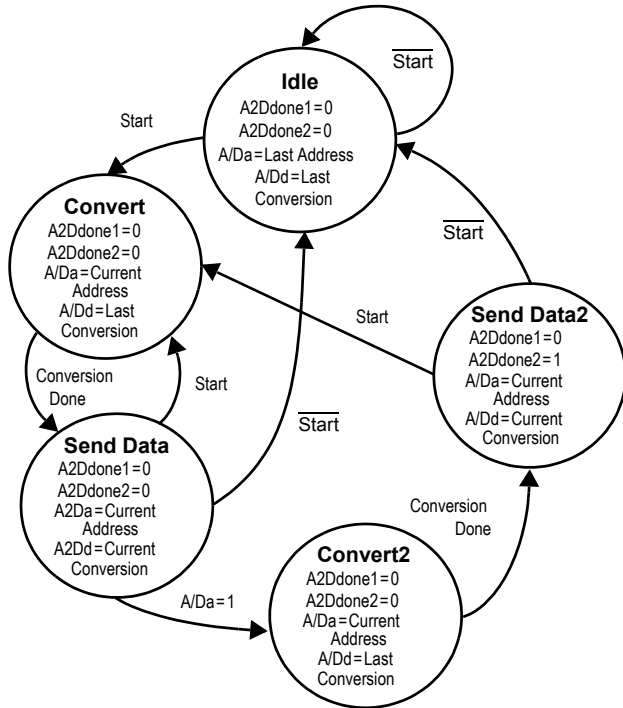 Start
Idle
A2Ddone1=0
A2Ddone2=0
A/Da=Last Address
A/Dd=Last
Conversion
Start
Convert
A2Ddone1=0
A2Ddone2=0
A/Da=Current
Address
A/Dd=Last
Conversion
Start
Send Data2
A2Ddone1=0
A2Ddone2=1
A/Da=Current
Address
A/Dd=Current
Conversion
Start
Conversion
Done
Start
Start
Send Data
A2Ddone1=0
A2Ddone2=0
A2Da=Current
Address
A2Dd=Current
Conversion
Conversion
Done
Convert2
A2Ddone1=0
A2Ddone2=0
A/Da=Current
Address
A/Dd=Last
Conversion
A/Da=1